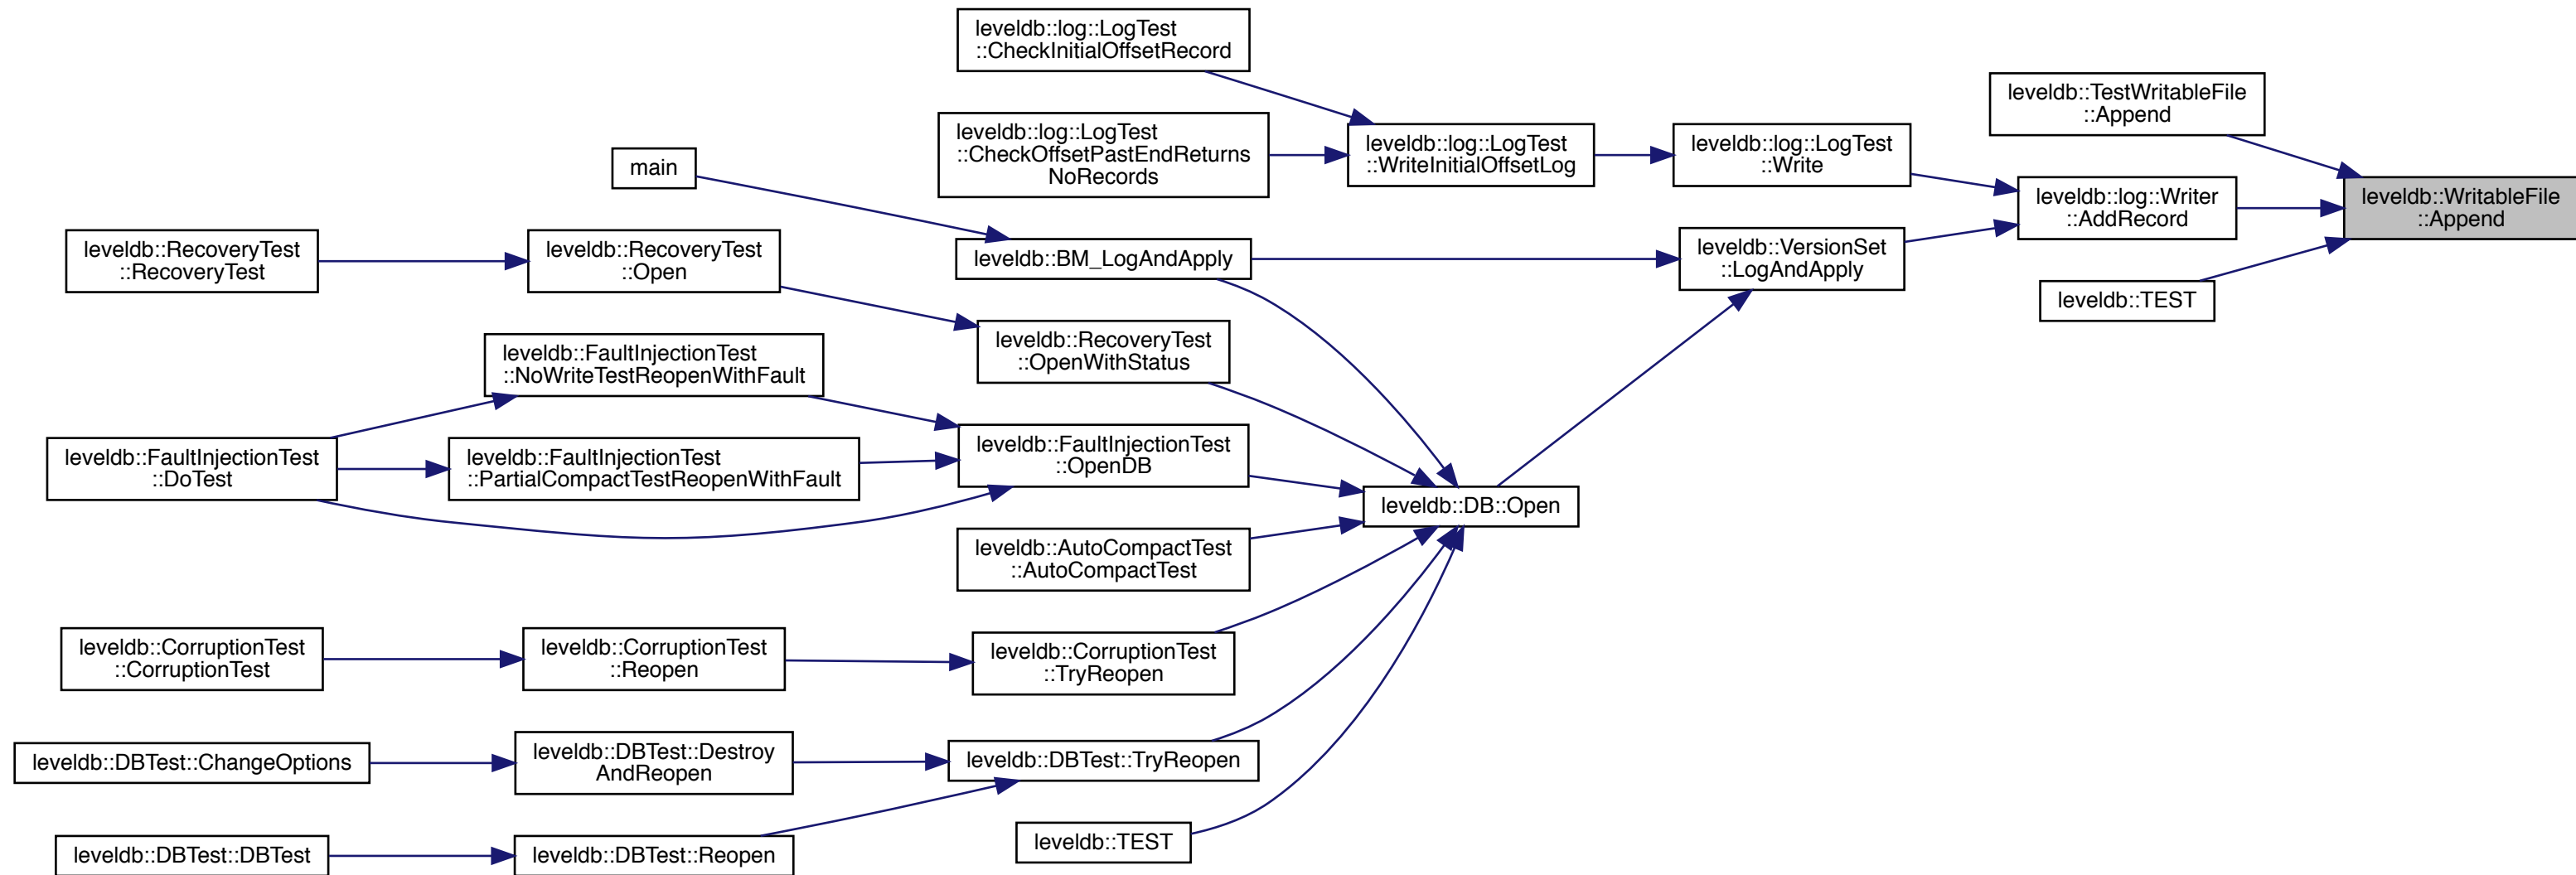 leveldb::log::LogTest
::CheckInitialOffsetRecord
leveldb::TestWritableFile
::Append
leveldb::log::LogTest
::CheckOffsetPastEndReturns
NoRecords
leveldb::log::LogTest
::WriteInitialOffsetLog
leveldb::log::LogTest
::Write
main
leveldb::log::Writer
::AddRecord
leveldb::WritableFile
::Append
leveldb::RecoveryTest
::RecoveryTest
leveldb::RecoveryTest
::Open
leveldb::BM_LogAndApply
leveldb::VersionSet
::LogAndApply
leveldb::TEST
leveldb::FaultInjectionTest
::NoWriteTestReopenWithFault
leveldb::RecoveryTest
::OpenWithStatus
leveldb::FaultInjectionTest
::DoTest
leveldb::FaultInjectionTest
::PartialCompactTestReopenWithFault
leveldb::FaultInjectionTest
::OpenDB
leveldb::DB::Open
leveldb::AutoCompactTest
::AutoCompactTest
leveldb::CorruptionTest
::CorruptionTest
leveldb::CorruptionTest
::Reopen
leveldb::CorruptionTest
::TryReopen
leveldb::DBTest::ChangeOptions
leveldb::DBTest::Destroy
AndReopen
leveldb::DBTest::TryReopen
leveldb::DBTest::DBTest
leveldb::DBTest::Reopen
leveldb::TEST